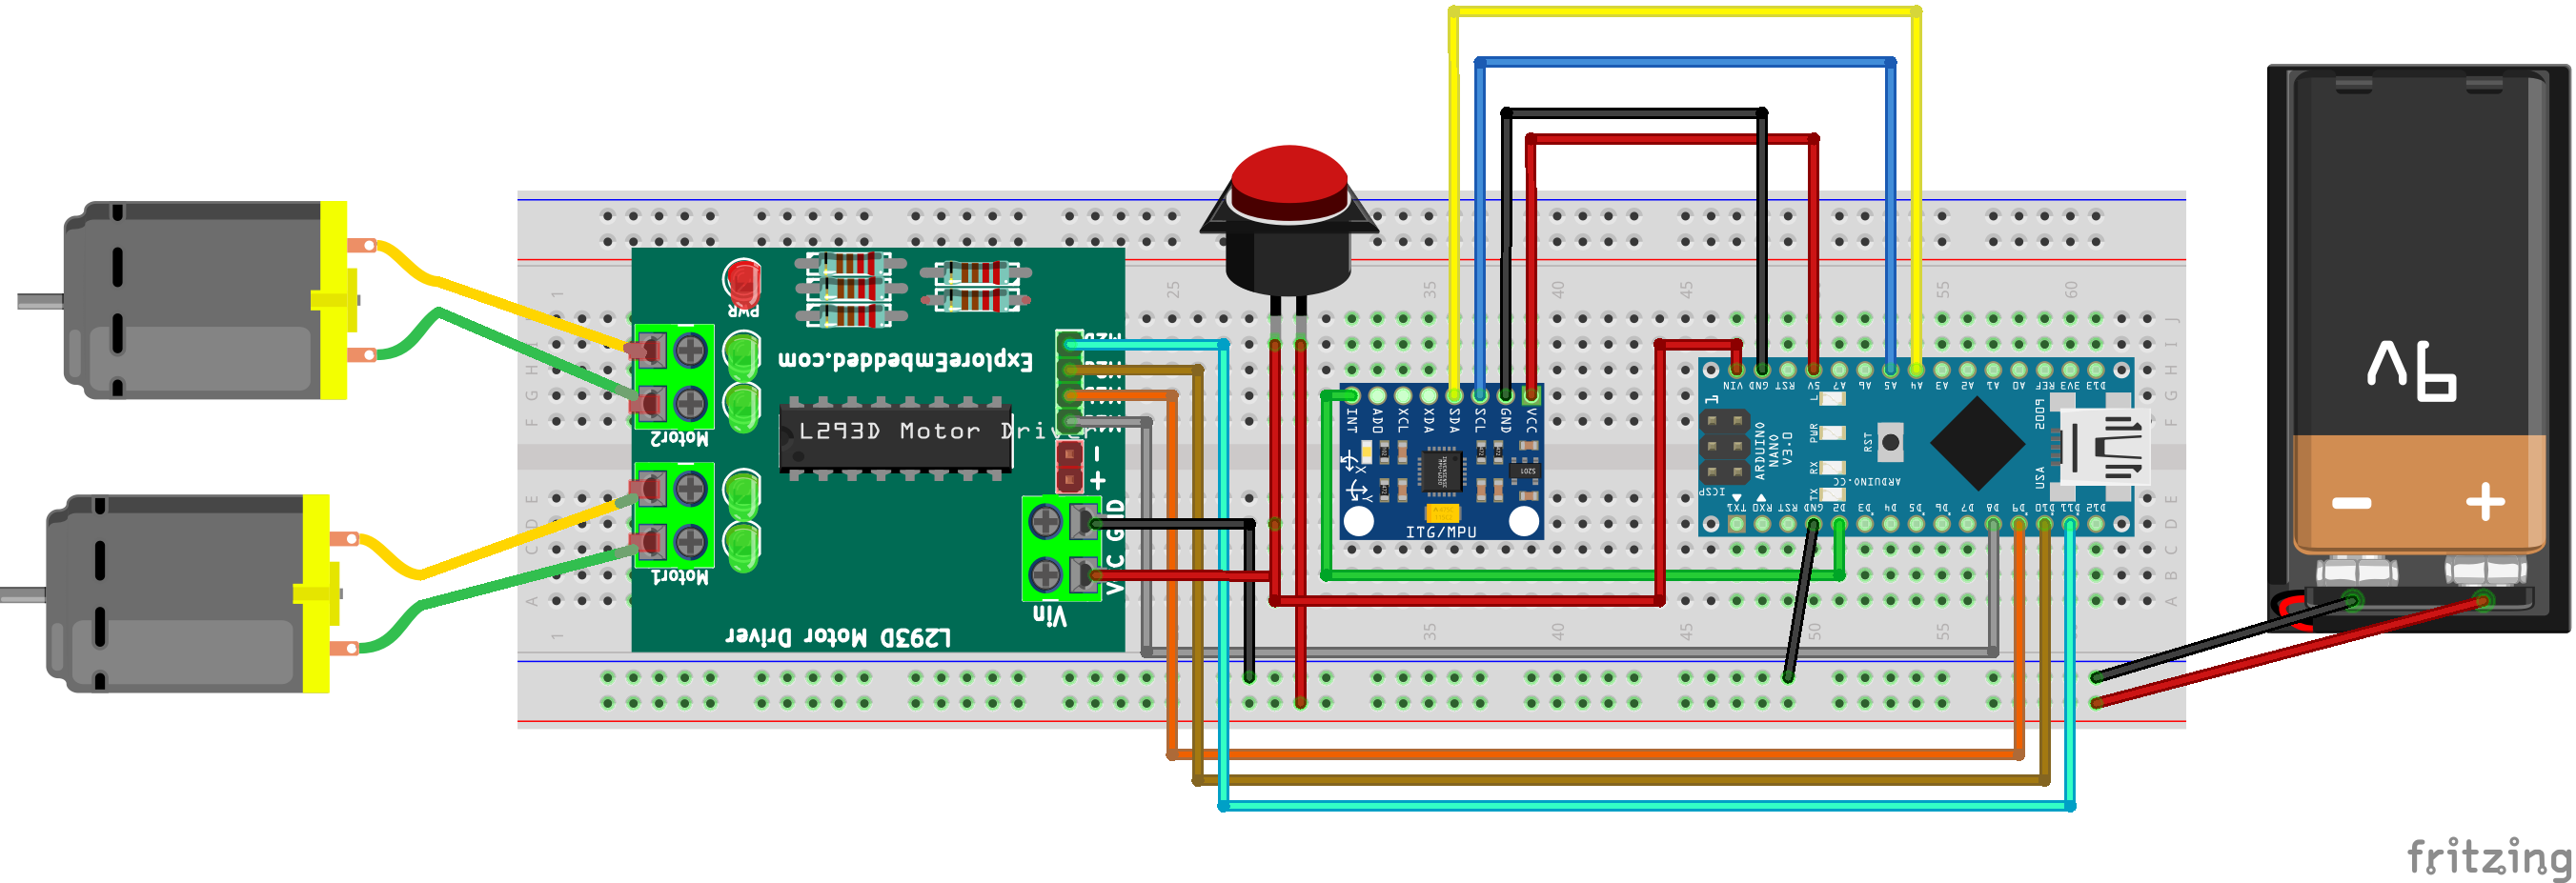 25
35
40
45
50
55
60
1
J
I
H
G
F
E
D
C
B
A
1
35
40
45
50
55
PWR
ExploreEmbedded.com
L293D Motor Driver
Motor2
Motor1
-
+
GND
VCC
Vin
L293D Motor Driver
INT
ADO
XCL
XDA
SDA
SCL
GND
VCC
X
Y
ITG/MPU
VIN
GND
RST
5V
A7
A6
A5
A4
A3
A2
A1
A0
REF
3V3
D13
L
PWR
RX
TX
RST
ARDUINO
NANO
V3.0
ARDUINO.CC
USA
ICSP
TX1
RX0
RST
GND
D2
D3
D4
D5
D6
D7
D8
D9
D10
D11
D12
9V
-
+
fritzing